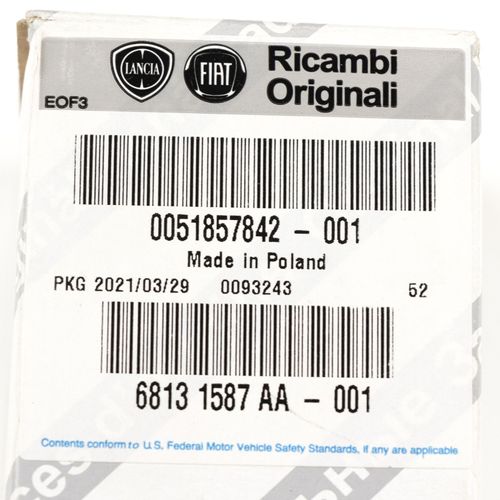 LANCIA FIAT Ricambi
Originali
EOF3
0051857842 - 001
Made in Poland
PKG 2021/03/29 0093243 52
6813 1587 AA - 001
Contents conform to U.S. Federal Motor Vehicle Safety Standards, if any are applicable